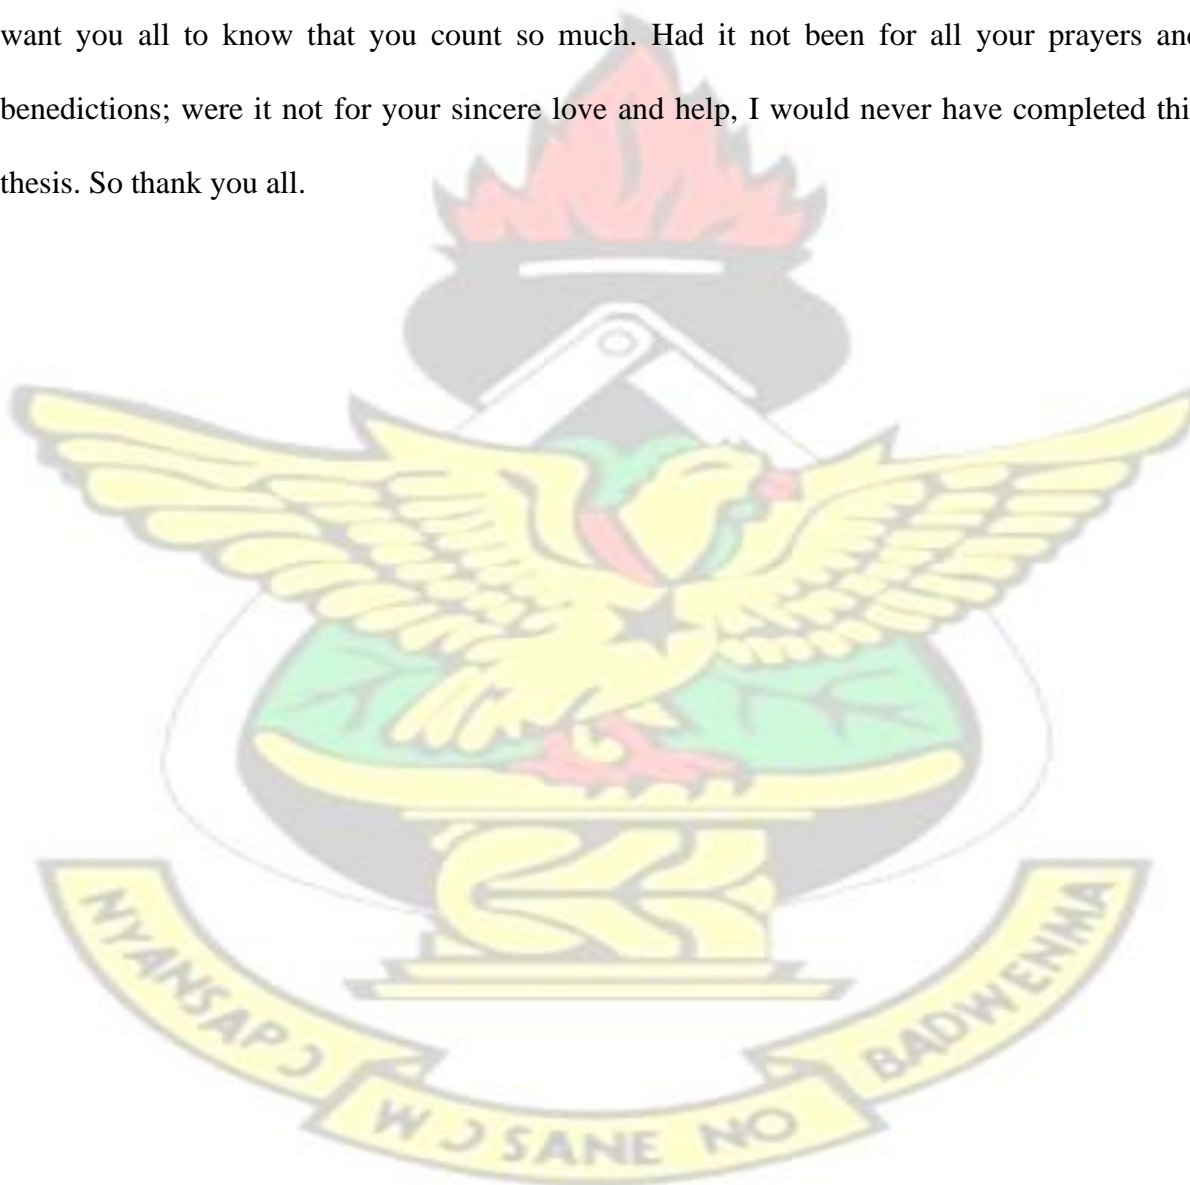 want you all to know that you count so much. Had it not been for all your prayers and
benedictions; were it not for your sincere love and help, I would never have completed thi
thesis. So thank you all.
NYANSAPƆ
WƆSANE NO
BADWENMA